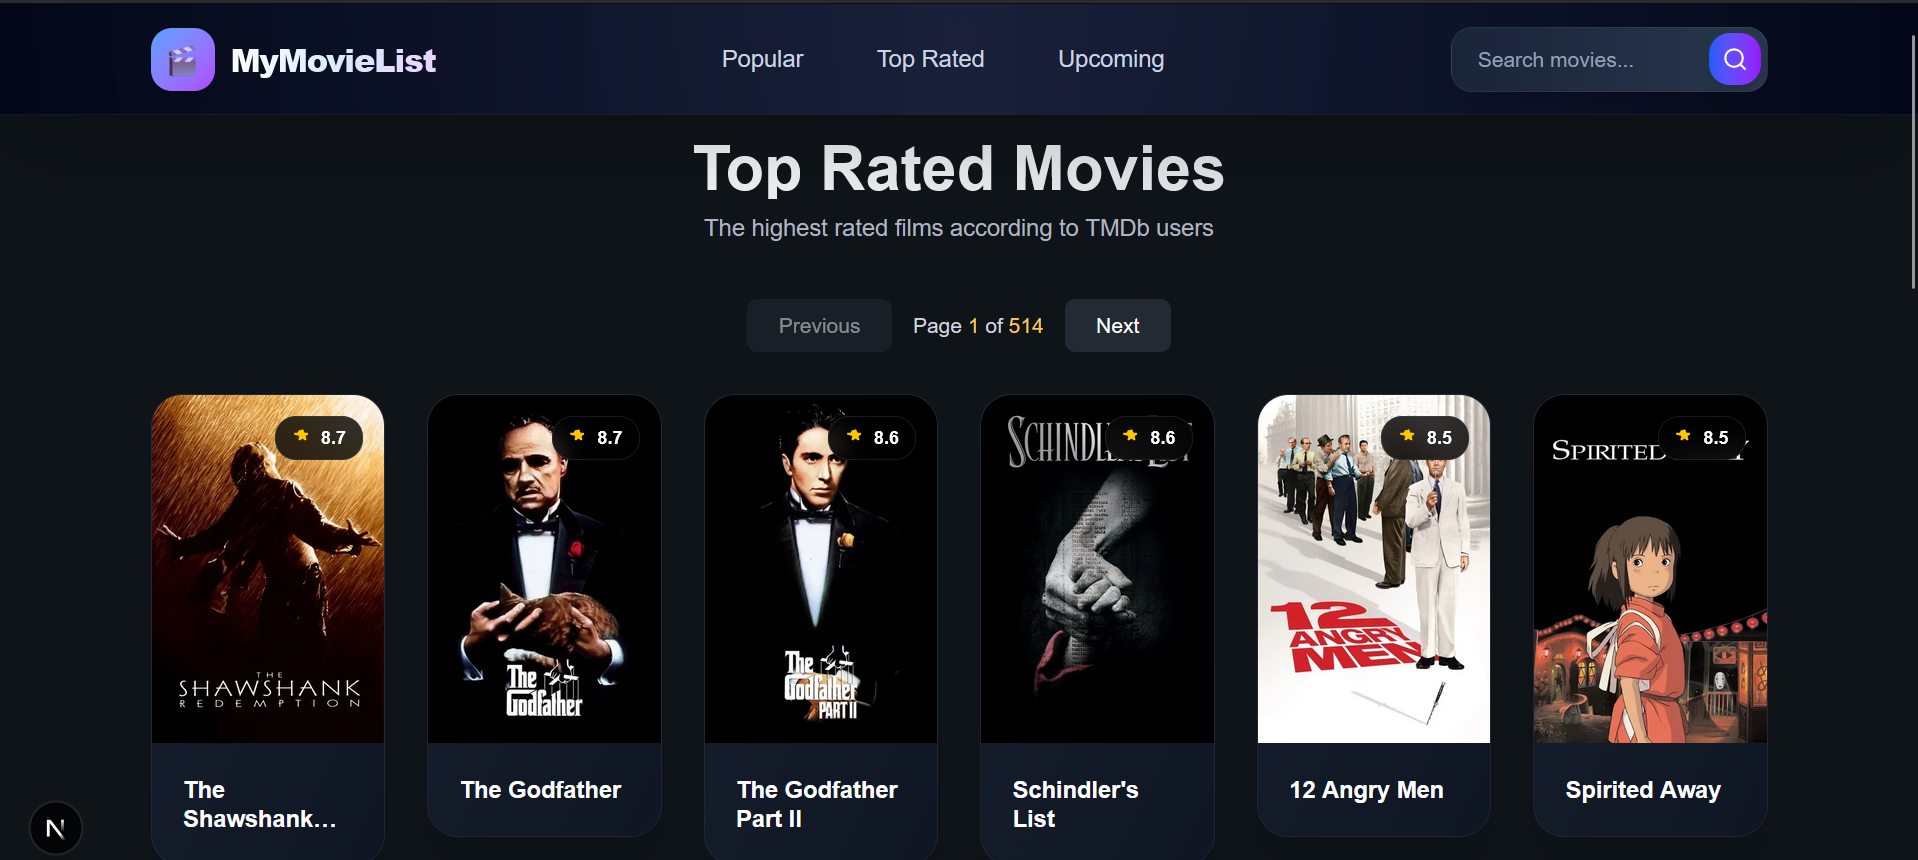 MyMovieList
Popular
Top Rated
Upcoming
Search movies...
Top Rated Movies
The highest rated films according to TMDb users
Previous
Page 1 of 514
Next
8.7
8.7
8.6
8.6
8.5
8.5
THE
SHAWSHANK
REDEMPTION
The
Godfather
The
Godfather
PART II
12
ANGRY
MEN
SPIRITED
The
Shawshank...
The Godfather
The Godfather
Part II
Schindler's
List
12 Angry Men
Spirited Away
N